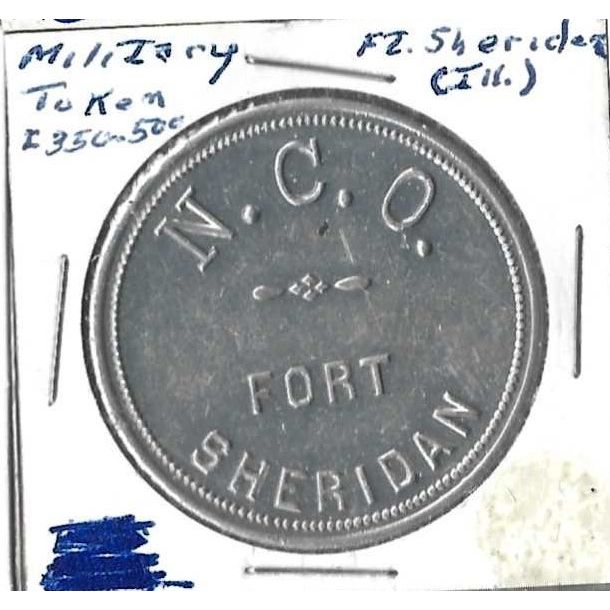 Military
Token
I 350-500
Ft. Sheridan
(Ill.)
N.C.O.
FORT
SHERIDAN